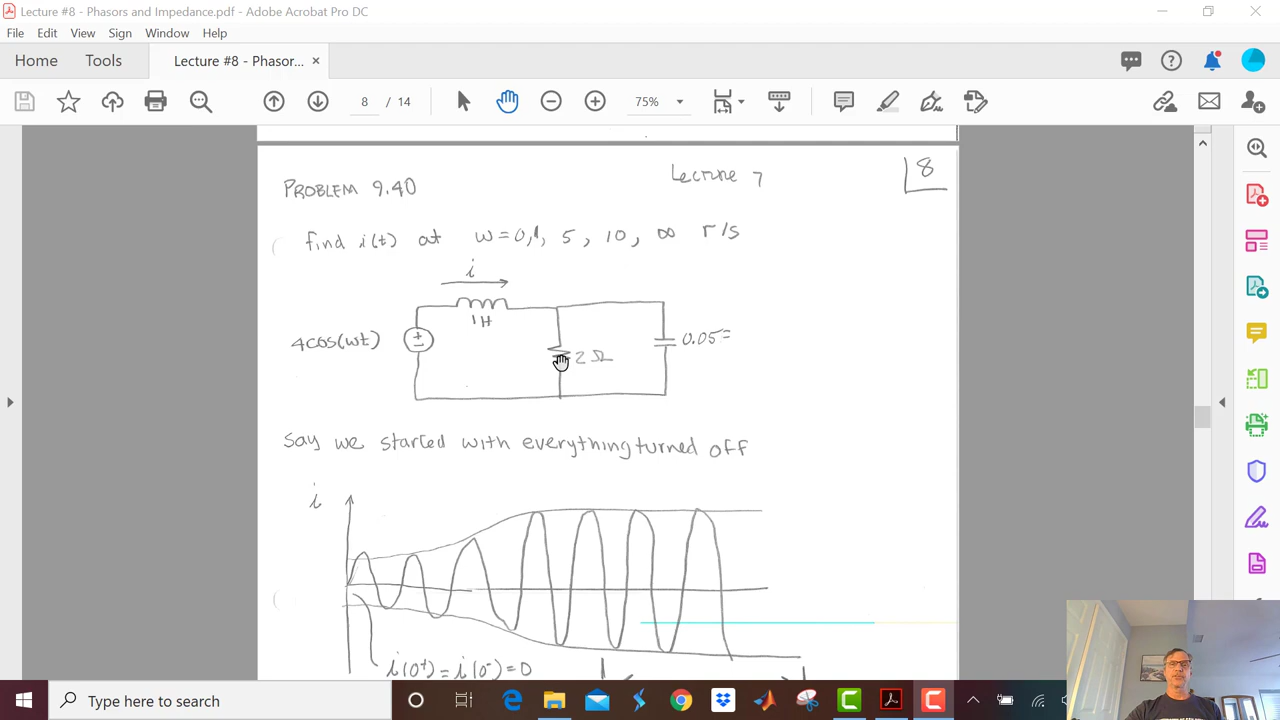 Lecture #8 - Phasors and Impedance.pdf - Adobe Acrobat Pro DC
File Edit View Sign Window Help
Home Tools Lecture #8 - Phasor... ×
8 / 14 75%
Lecture 7
8
PROBLEM 9.40
find i(t) at w = 0, 1, 5, 10, ∞ r/s
i
1H
4cos(wt)
+
-
2Ω
0.05F
Say we started with everything turned off
i
i(0⁺) = i(0⁻) = 0
Type here to search